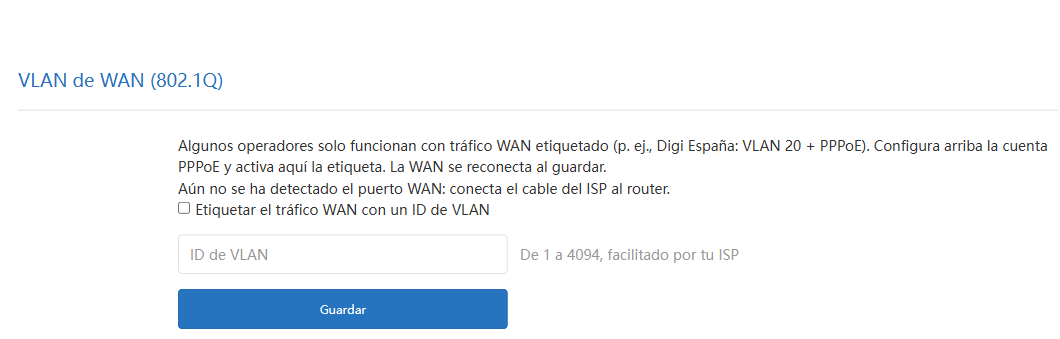 VLAN de WAN (802.1Q)
Algunos operadores solo funcionan con tráfico WAN etiquetado (p. ej., Digi España: VLAN 20 + PPPoE). Configura arriba la cuenta
PPPoE y activa aquí la etiqueta. La WAN se reconecta al guardar.
Aún no se ha detectado el puerto WAN: conecta el cable del ISP al router.
Etiquetar el tráfico WAN con un ID de VLAN
ID de VLAN De 1 a 4094, facilitado por tu ISP
Guardar